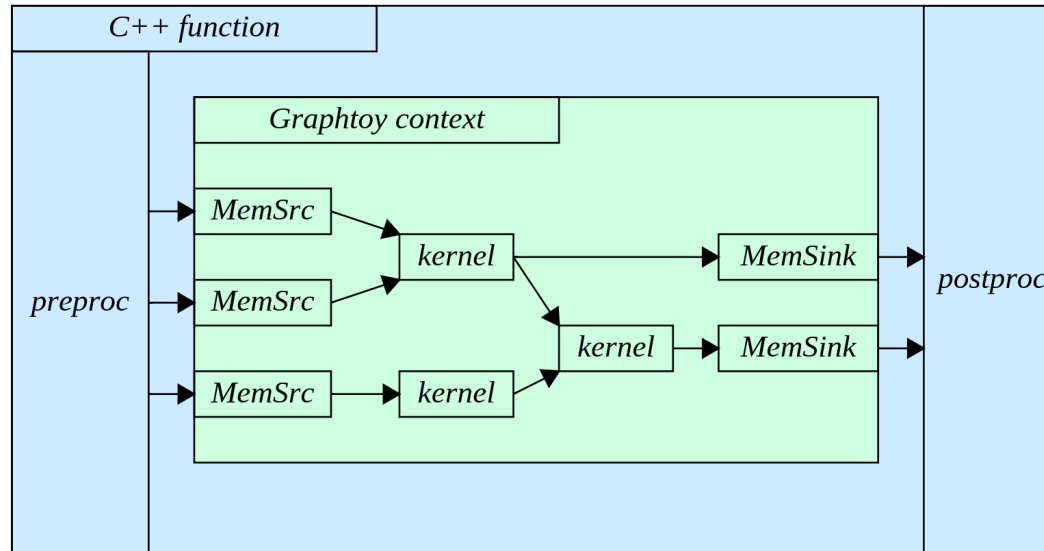 C++ function
Graphtoy context
MemSrc
kernel
MemSink
MemSrc
preproc
postproc
kernel
MemSink
MemSrc
kernel